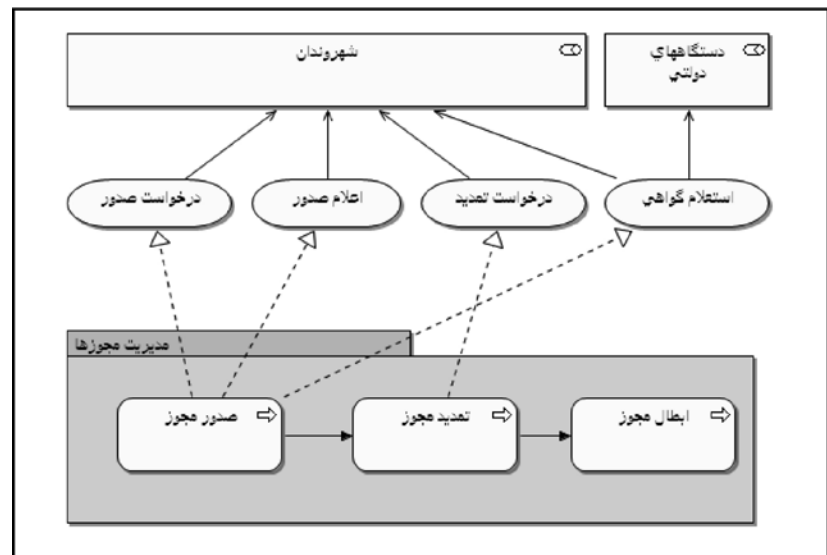 شهروندان
دستگاههاي
دولتي
درخواست صدور
اعلام صدور
درخواست تمديد
استعلام گواهي
مديريت مجوزها
صدور مجوز
تمديد مجوز
ابطال مجوز